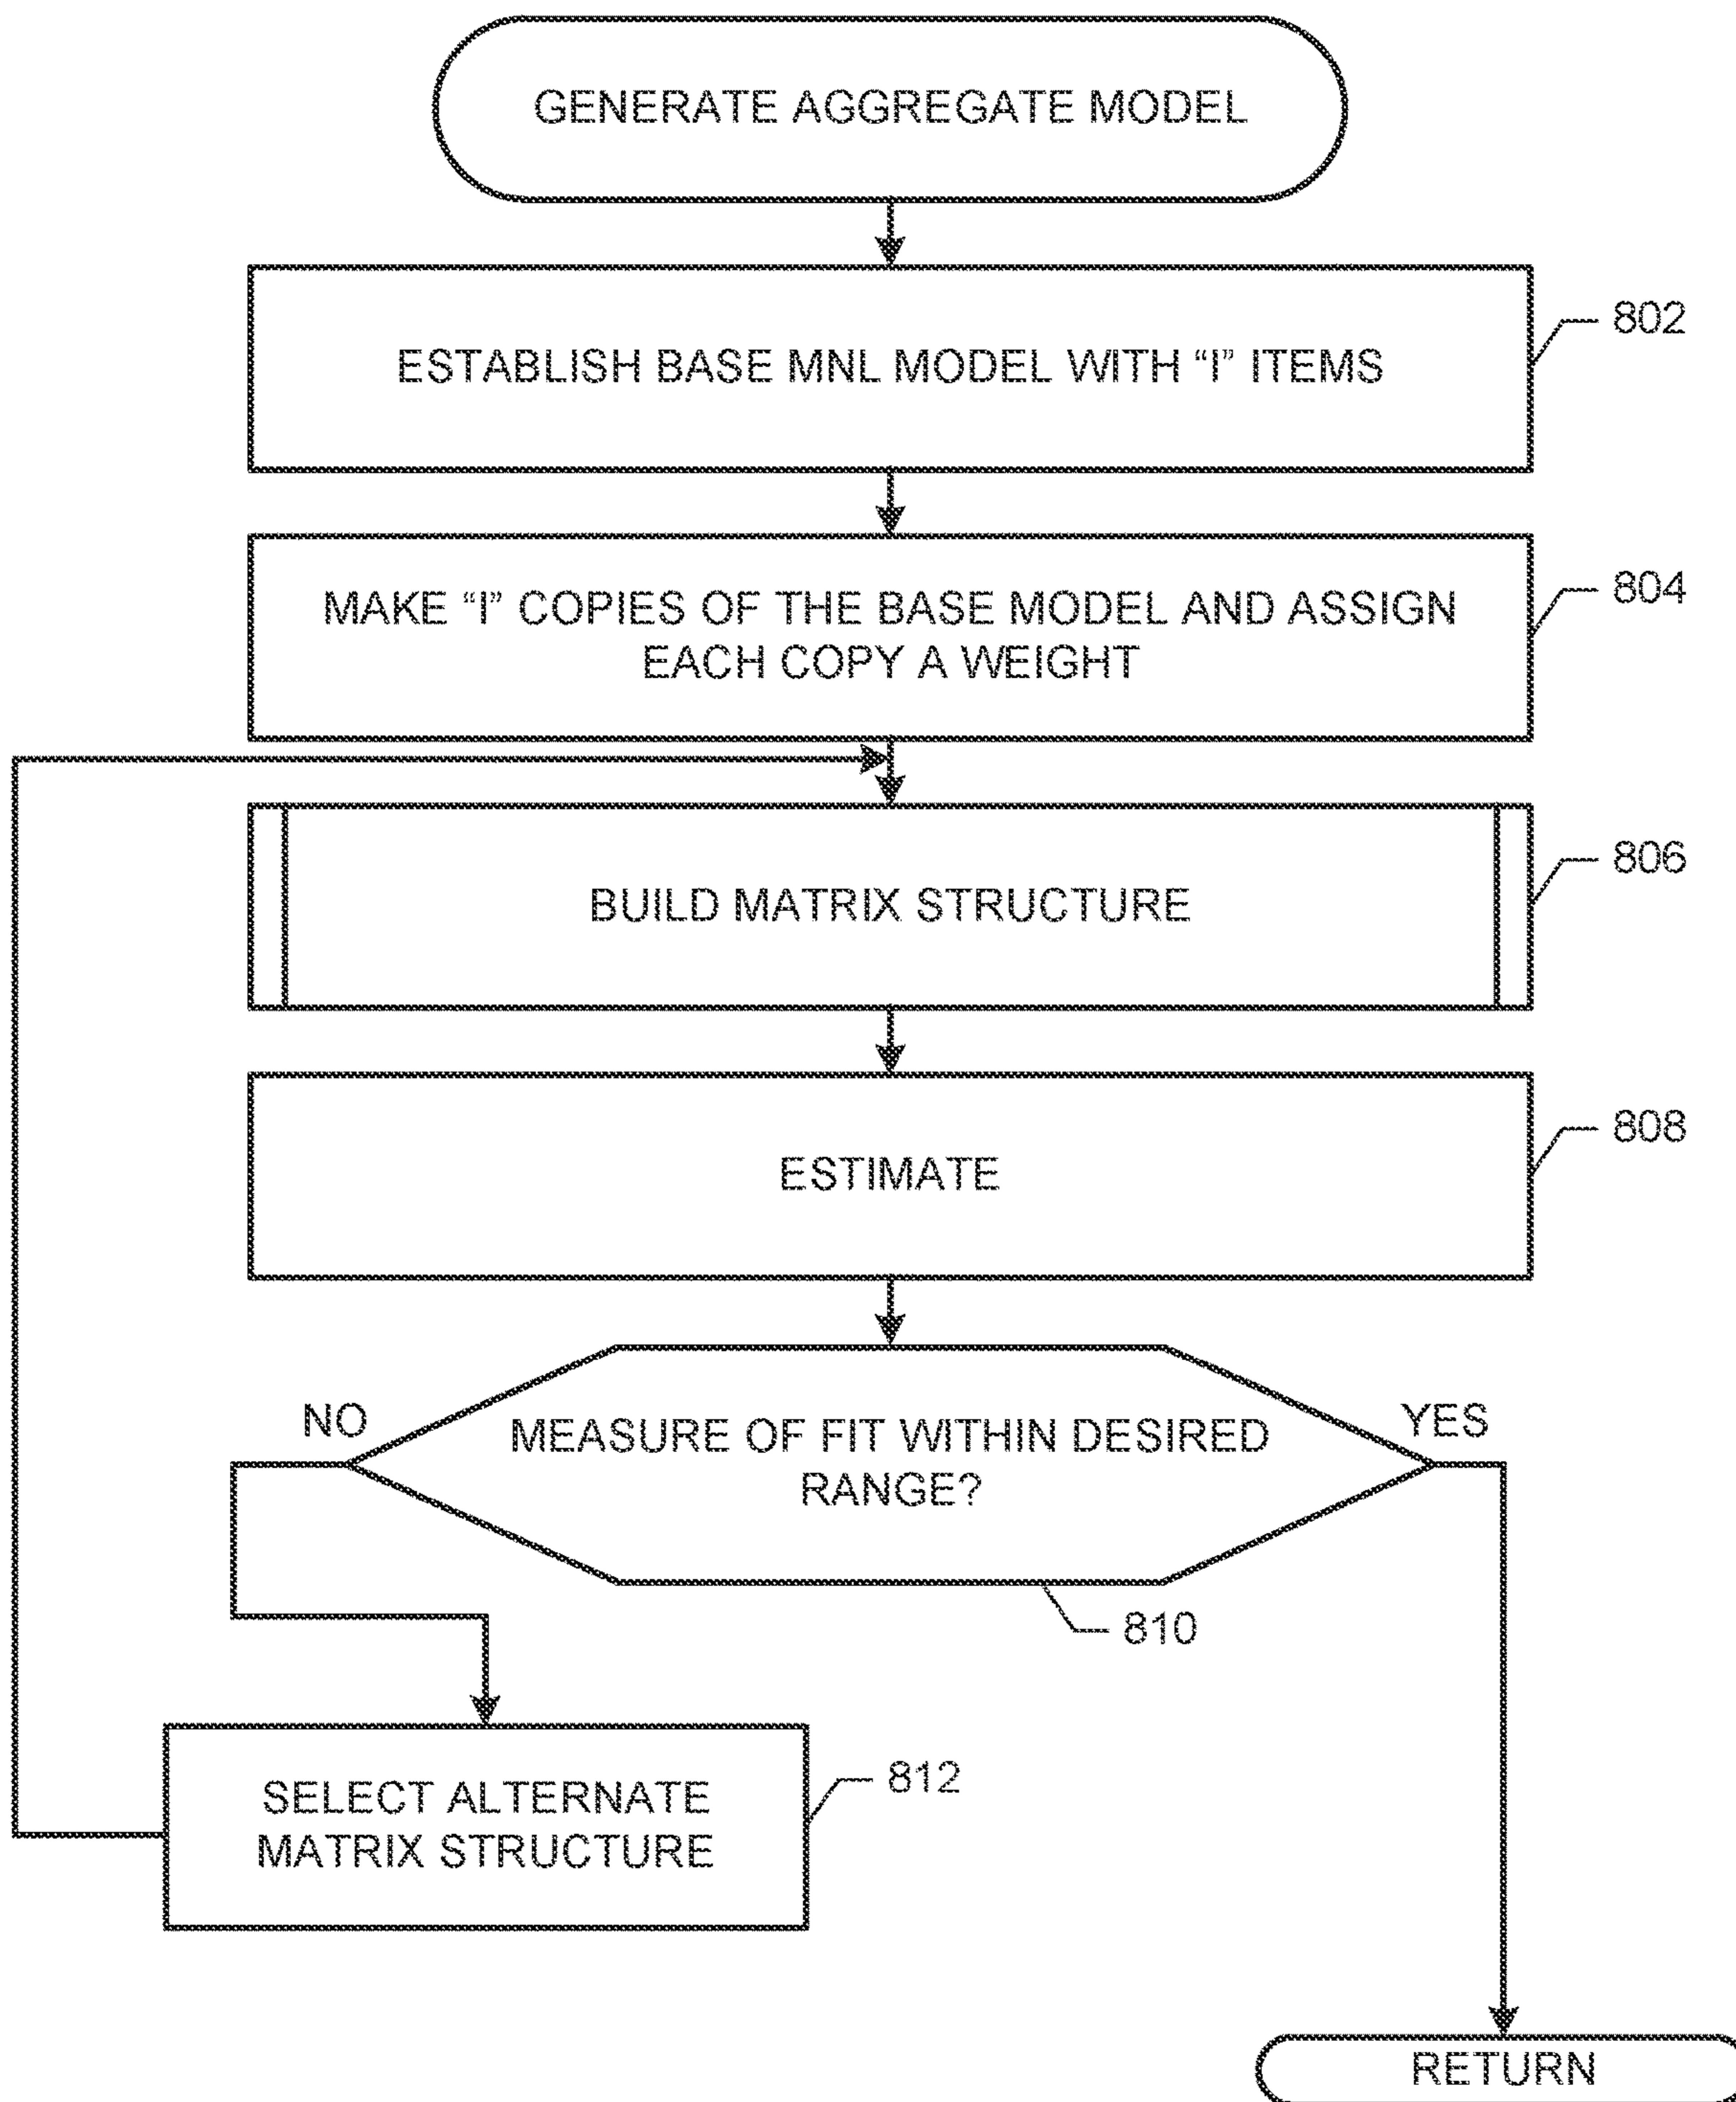 GENERATE AGGREGATE MODEL
ESTABLISH BASE MNL MODEL WITH “I” ITEMS
802
MAKE “I” COPIES OF THE BASE MODEL AND ASSIGN
EACH COPY A WEIGHT
804
BUILD MATRIX STRUCTURE
806
ESTIMATE
808
NO
MEASURE OF FIT WITHIN DESIRED
RANGE?
YES
810
SELECT ALTERNATE
MATRIX STRUCTURE
812
RETURN